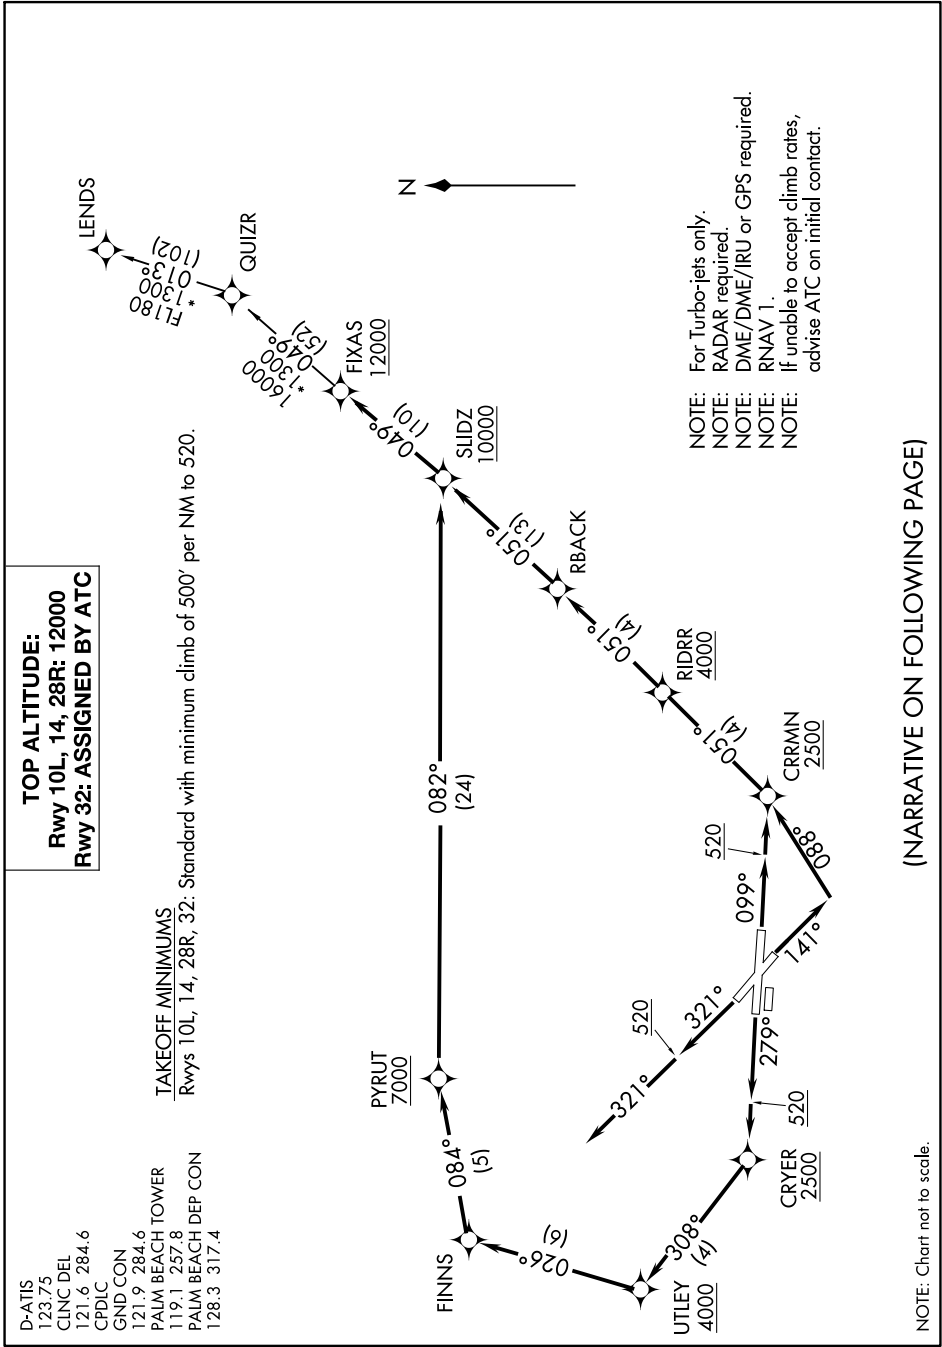 D-ATIS
123.75
CLNC DEL
121.6 284.6
CPDLC
GND CON
121.9 284.6
PALM BEACH TOWER
119.1 257.8
PALM BEACH DEP CON
128.3 317.4
TOP ALTITUDE:
Rwy 10L, 14, 28R: 12000
Rwy 32: ASSIGNED BY ATC
TAKEOFF MINIMUMS
Rwys 10L, 14, 28R, 32: Standard with minimum climb of 500' per NM to 520.
LENDS
FL180
*1300
013°
(102)
QUIZR
16000
*1300
049°
(52)
FIXAS
12000
049°
(10)
SLIDZ
10000
051°
(13)
RBACK
051°
(4)
RIDRR
4000
051°
(4)
CRRMN
2500
N
PYRUT
7000
082°
(24)
084°
(5)
FINNS
026°
(6)
UTLEY
4000
308°
(4)
CRYER
2500
520
279°
321°
520
321°
099°
520
141°
088°
NOTE: For Turbo-jets only.
NOTE: RADAR required.
NOTE: DME/DME/IRU or GPS required.
NOTE: RNAV 1.
NOTE: If unable to accept climb rates,
advise ATC on initial contact.
(NARRATIVE ON FOLLOWING PAGE)
NOTE: Chart not to scale.